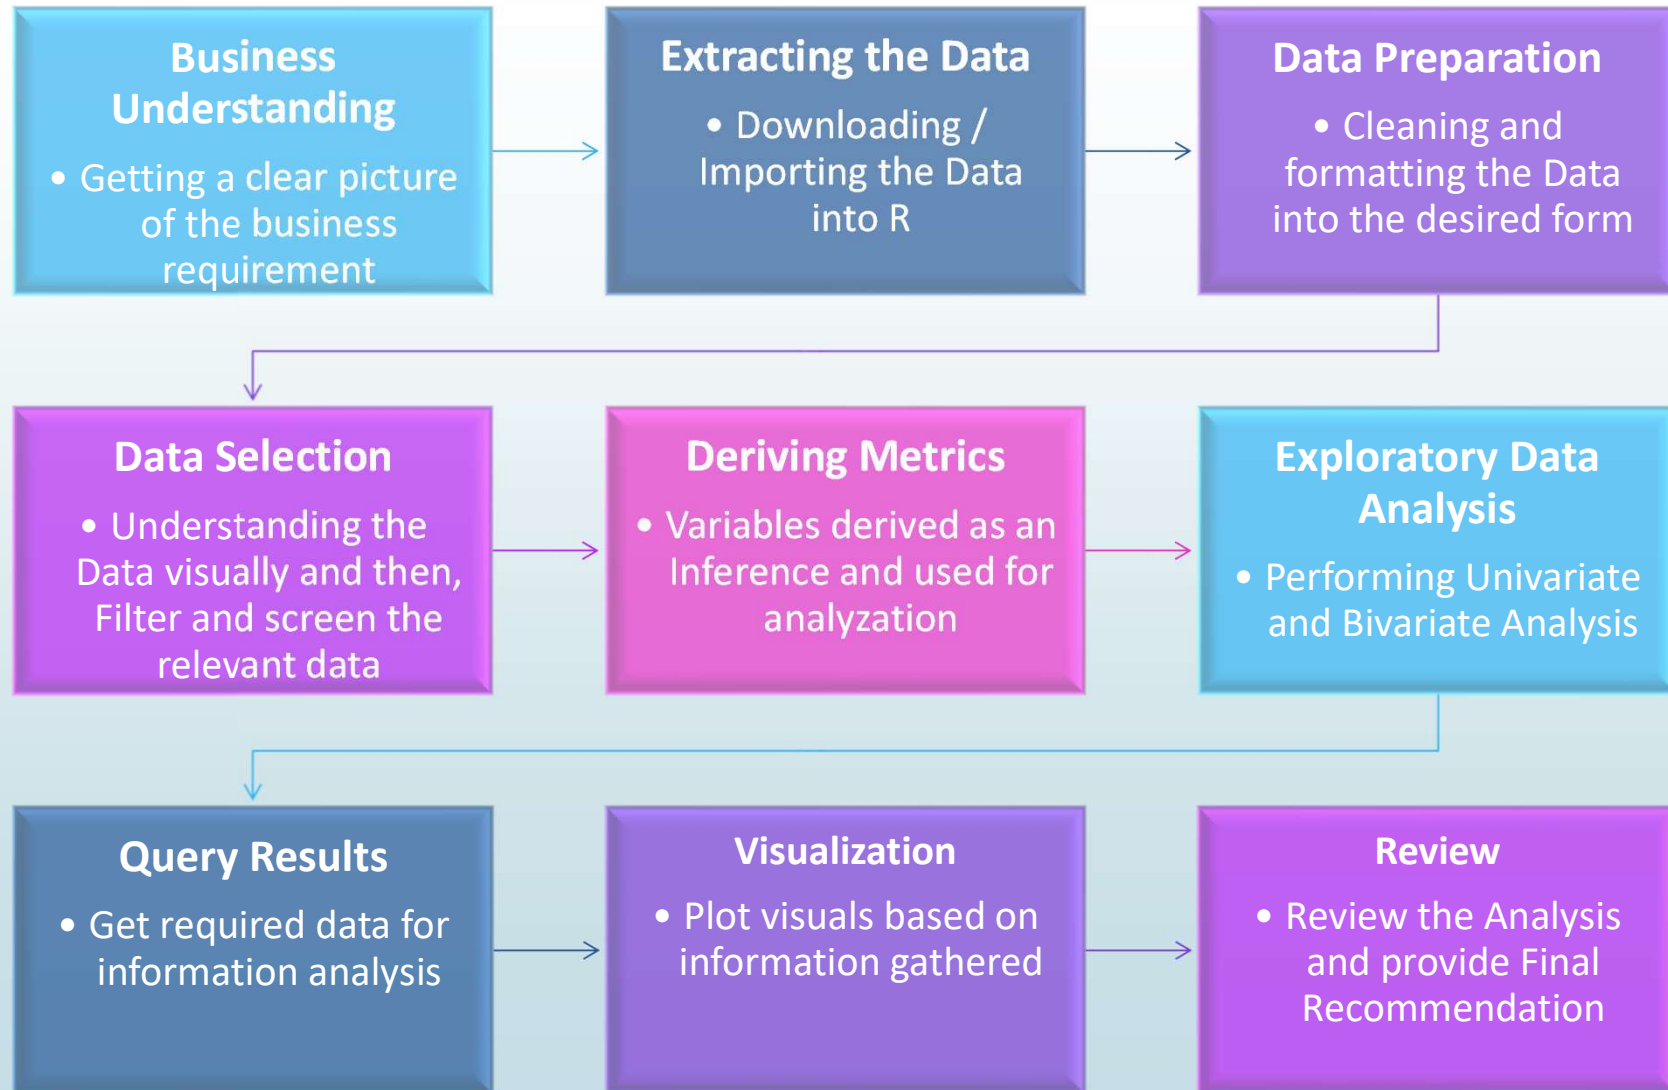 Business
Understanding
• Getting a clear picture
of the business
requirement
Extracting the Data
• Downloading /
Importing the Data
into R
Data Preparation
• Cleaning and
formatting the Data
into the desired form
Data Selection
• Understanding the
Data visually and then,
Filter and screen the
relevant data
Deriving Metrics
• Variables derived as an
Inference and used for
analyzation
Exploratory Data
Analysis
• Performing Univariate
and Bivariate Analysis
Query Results
• Get required data for
information analysis
Visualization
• Plot visuals based on
information gathered
Review
• Review the Analysis
and provide Final
Recommendation